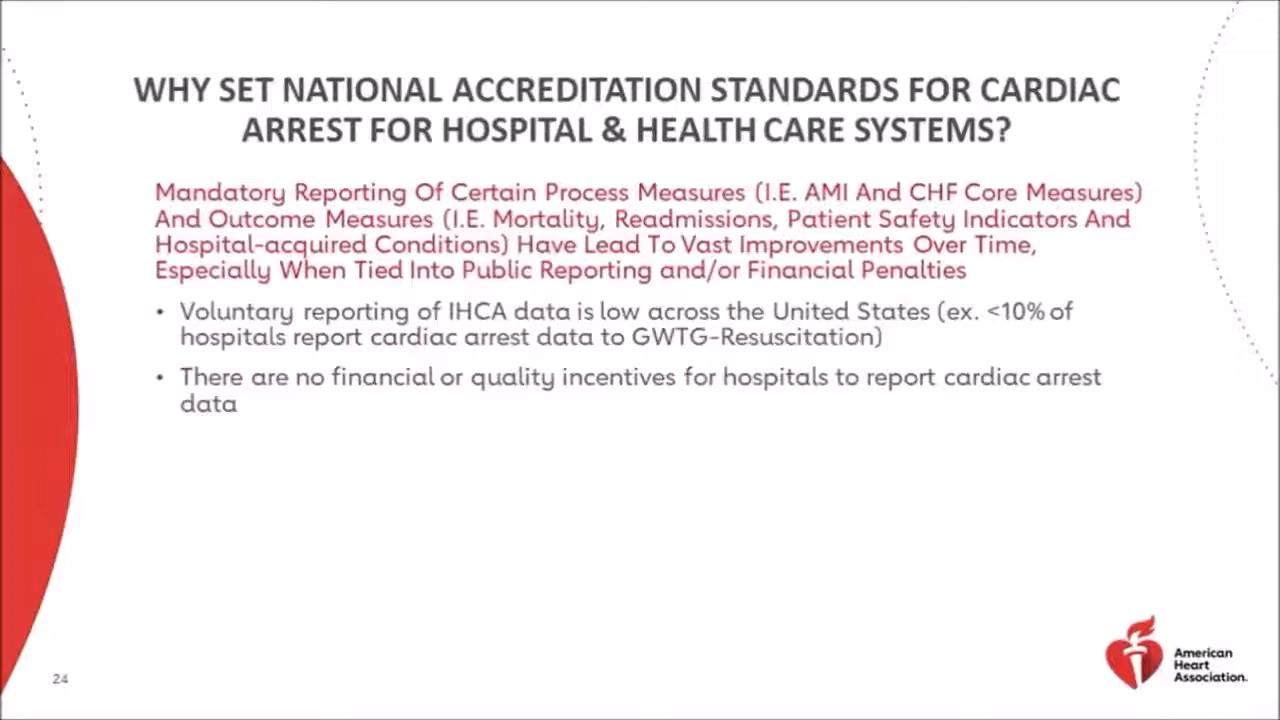 WHY SET NATIONAL ACCREDITATION STANDARDS FOR CARDIAC
ARREST FOR HOSPITAL & HEALTH CARE SYSTEMS?
Mandatory Reporting Of Certain Process Measures (I.E. AMI And CHF Core Measures)
And Outcome Measures (I.E. Mortality, Readmissions, Patient Safety Indicators And
Hospital-acquired Conditions) Have Lead To Vast Improvements Over Time,
Especially When Tied Into Public Reporting and/or Financial Penalties
• Voluntary reporting of IHCA data is low across the United States (ex. <10% of
hospitals report cardiac arrest data to GWTG-Resuscitation)
• There are no financial or quality incentives for hospitals to report cardiac arrest
data
24
American
Heart
Association.